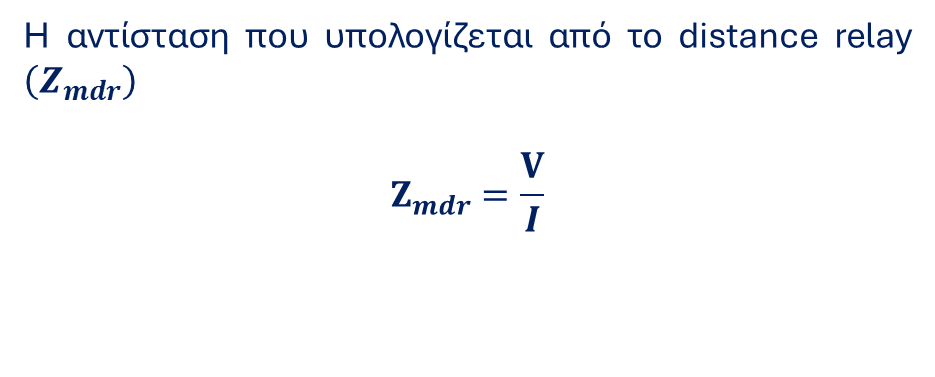 Η αντίσταση που υπολογίζεται από το distance relay
(Z_mdr)
Z_mdr = V/I